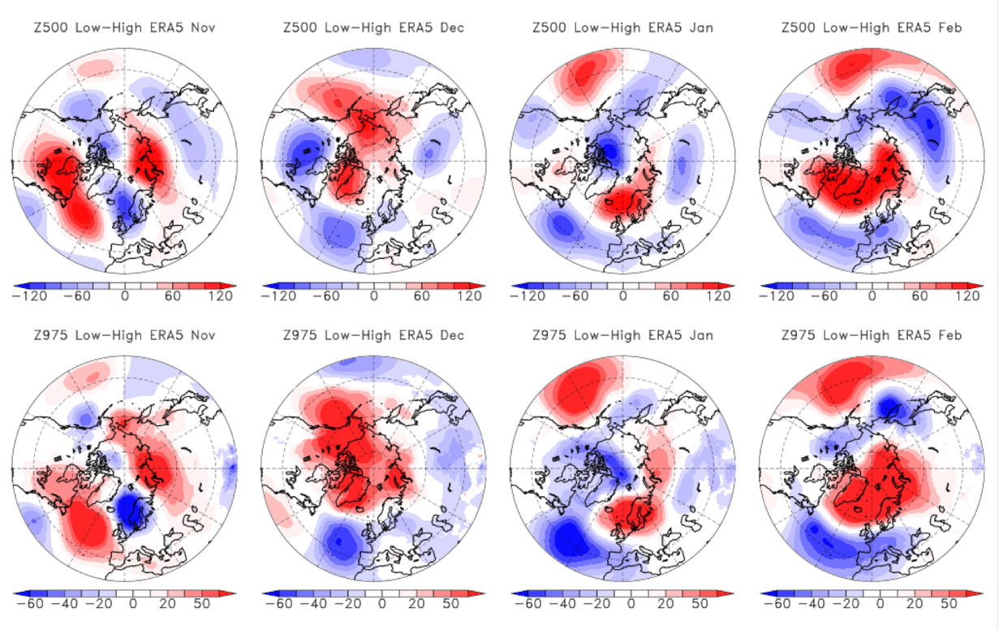 Z500 Low-High ERA5 Nov
Z500 Low-High ERA5 Dec
Z500 Low-High ERA5 Jan
Z500 Low-High ERA5 Feb
-120 -60 0 60 120
-120 -60 0 60 120
-120 -60 0 60 120
-120 -60 0 60 120
Z975 Low-High ERA5 Nov
Z975 Low-High ERA5 Dec
Z975 Low-High ERA5 Jan
Z975 Low-High ERA5 Feb
-60 -40 -20 0 20 50
-60 -40 -20 0 20 50
-60 -40 -20 0 20 50
-60 -40 -20 0 20 50